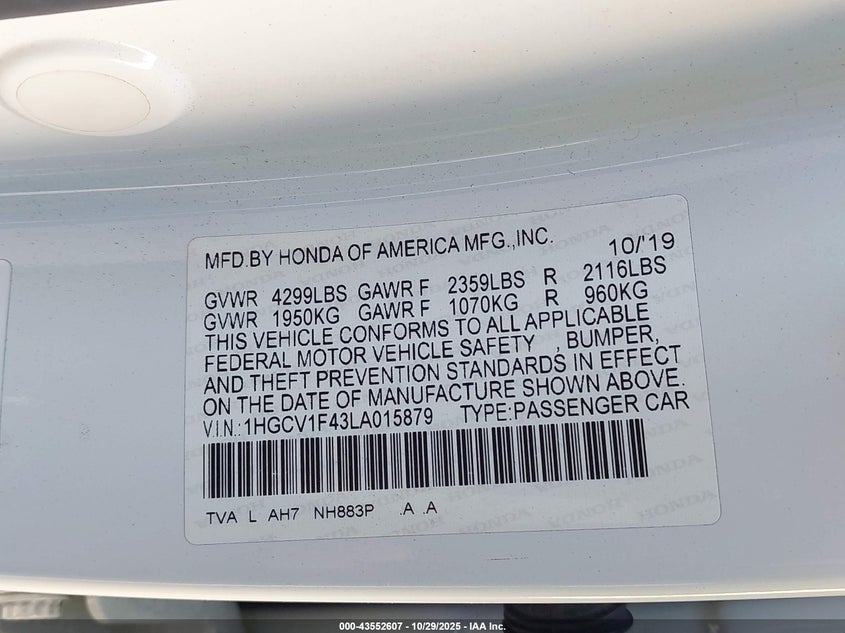 MFD.BY HONDA OF AMERICA MFG.,INC. 10/'19
GVWR 4299LBS GAWR F 2359LBS R 2116LBS
GVWR 1950KG GAWR F 1070KG R 960KG
THIS VEHICLE CONFORMS TO ALL APPLICABLE
FEDERAL MOTOR VEHICLE SAFETY , BUMPER,
AND THEFT PREVENTION STANDARDS IN EFFECT
ON THE DATE OF MANUFACTURE SHOWN ABOVE.
V.I.N.: 1HGCV1F43LA015879 TYPE:PASSENGER CAR
TVA L AH7 NH883P .A .A
000-43552607 - 10/29/2025 - IAA Inc.